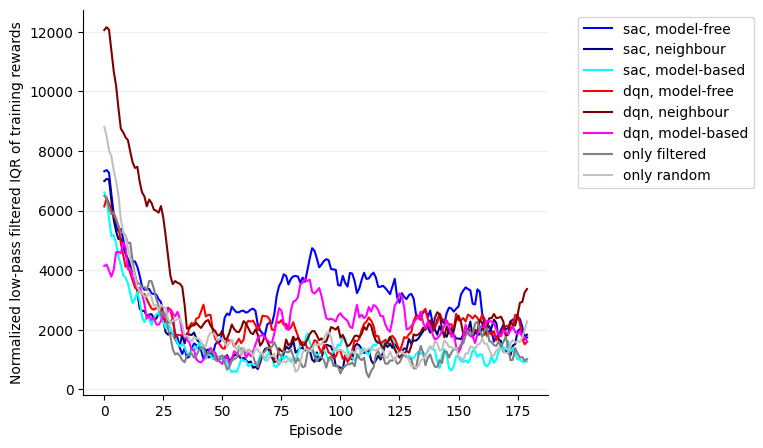 Normalized low-pass filtered IQR of training rewards
12000
10000
8000
6000
4000
2000
0
0 25 50 75 100 125 150 175
Episode
sac, model-free
sac, neighbour
sac, model-based
dqn, model-free
dqn, neighbour
dqn, model-based
only filtered
only random